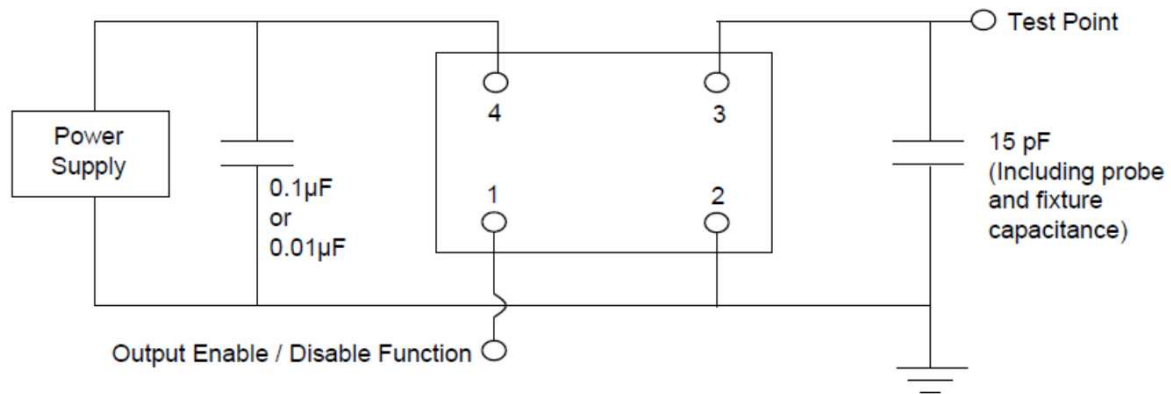 Test Point
4
3
Power
Supply
15 pF
(Including probe
and fixture
capacitance)
0.1µF
or
0.01µF
1
2
Output Enable / Disable Function